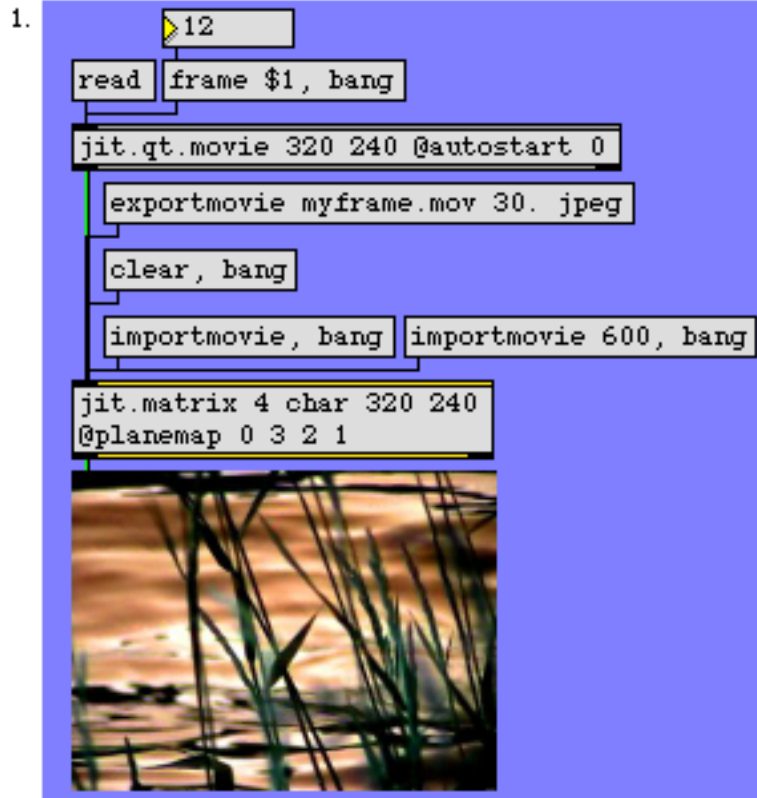 1.
12
read
frame $1, bang
jit.qt.movie 320 240 @autostart 0
exportmovie myframe.mov 30. jpeg
clear, bang
importmovie, bang
importmovie 600, bang
jit.matrix 4 char 320 240
@planemap 0 3 2 1